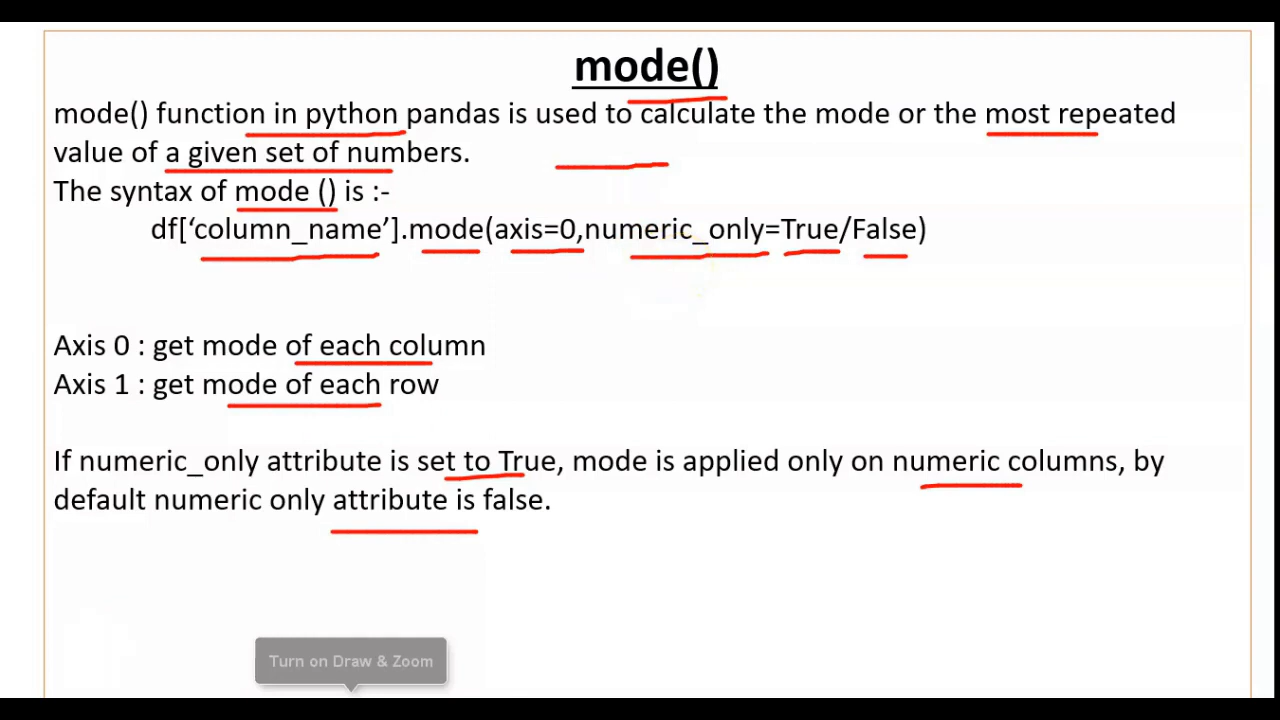 mode()
mode() function in python pandas is used to calculate the mode or the most repeated
value of a given set of numbers.
The syntax of mode () is :-
df[‘column_name’].mode(axis=0,numeric_only=True/False)
Axis 0 : get mode of each column
Axis 1 : get mode of each row
If numeric_only attribute is set to True, mode is applied only on numeric columns, by
default numeric only attribute is false.
Turn on Draw & Zoom